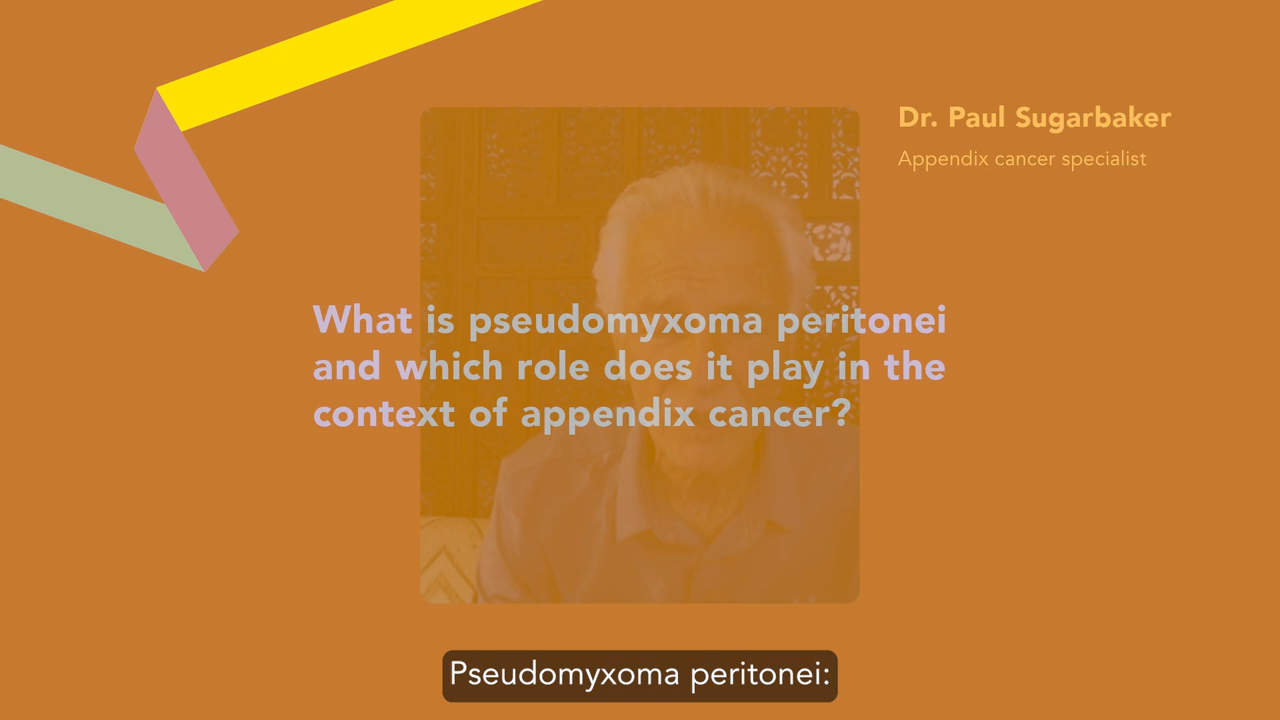 Dr. Paul Sugarbaker
Appendix cancer specialist
What is pseudomyxoma peritonei
and which role does it play in the
context of appendix cancer?
Pseudomyxoma peritonei: